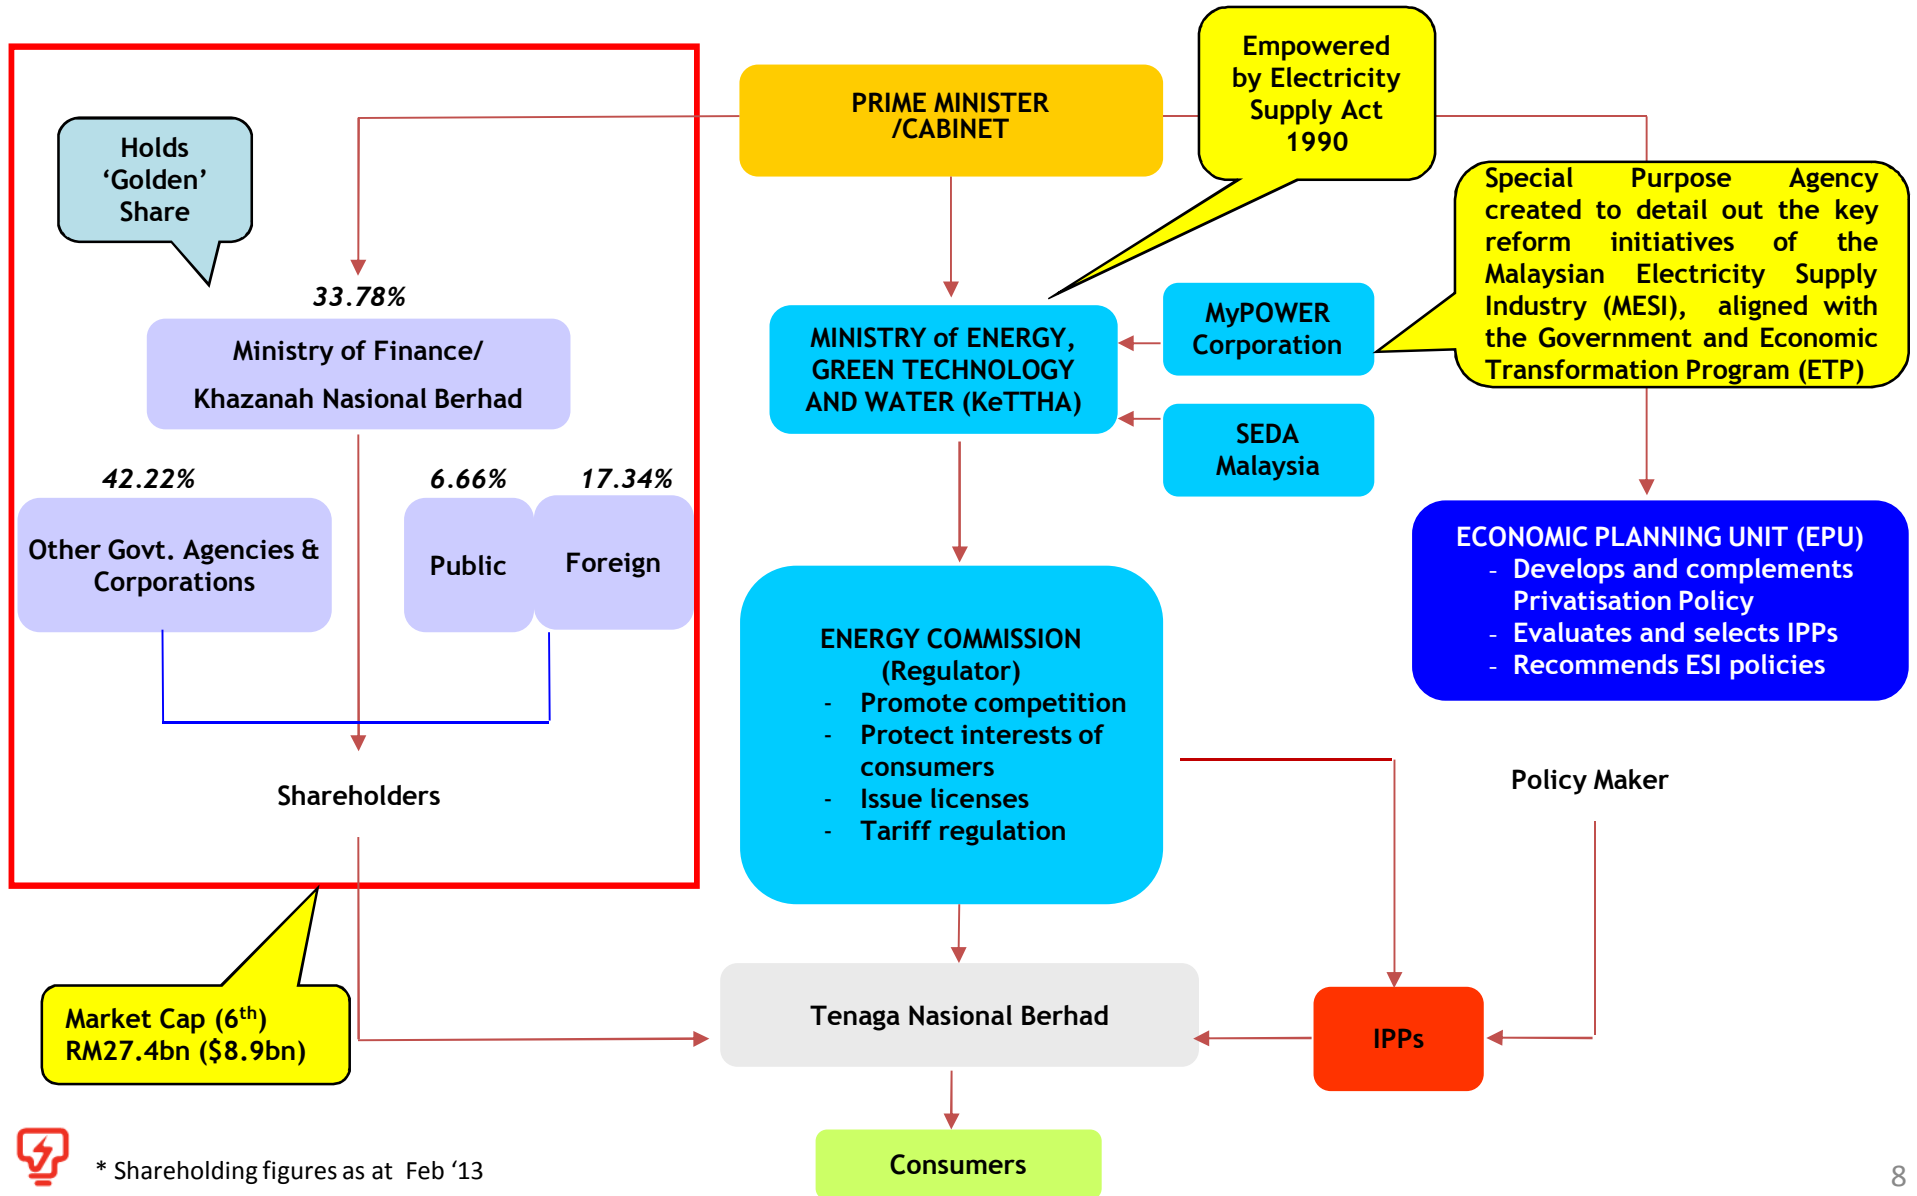 Empowered
by Electricity
Supply Act
1990
PRIME MINISTER
/CABINET
Holds
‘Golden’
Share
Special Purpose Agency
created to detail out the key
reform initiatives of the
Malaysian Electricity Supply
Industry (MESI), aligned with
the Government and Economic
Transformation Program (ETP)
33.78%
Ministry of Finance/
Khazanah Nasional Berhad
MINISTRY of ENERGY,
GREEN TECHNOLOGY
AND WATER (KeTTHA)
MyPOWER
Corporation
SEDA
Malaysia
42.22%
6.66%
17.34%
Other Govt. Agencies &
Corporations
Public
Foreign
ECONOMIC PLANNING UNIT (EPU)
- Develops and complements
Privatisation Policy
- Evaluates and selects IPPs
- Recommends ESI policies
ENERGY COMMISSION
(Regulator)
- Promote competition
- Protect interests of
consumers
- Issue licenses
- Tariff regulation
Shareholders
Policy Maker
Market Cap (6th)
RM27.4bn ($8.9bn)
Tenaga Nasional Berhad
IPPs
Consumers
* Shareholding figures as at Feb ‘13
8